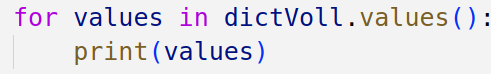 for values in dictVoll.values():
    print(values)